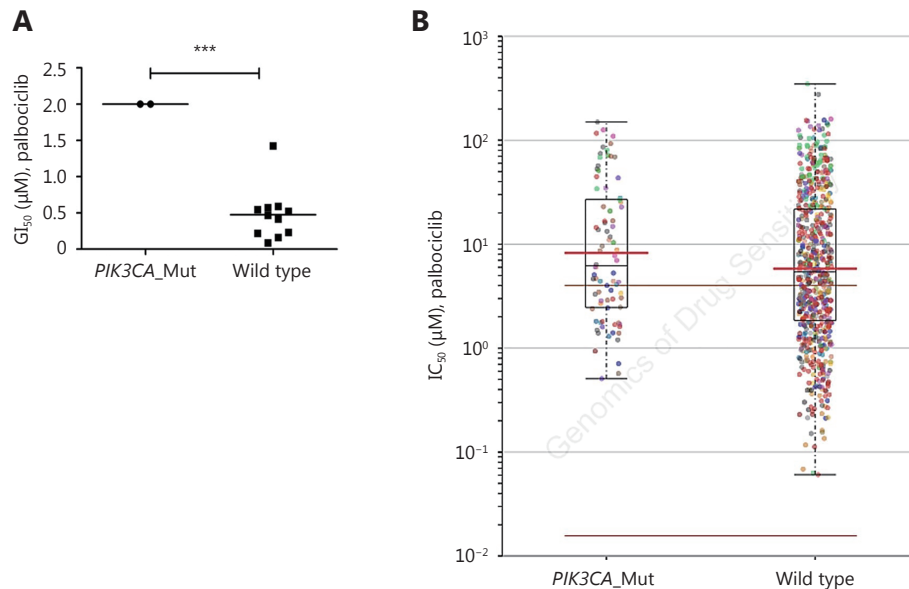 A
***
GI50 (µM), palbociclib
2.5
2.0
1.5
1.0
0.5
0
PIK3CA_Mut
Wild type
B
IC50 (µM), palbociclib
10³
10²
10¹
10⁰
10⁻¹
10⁻²
Genomics of Drug Sensitivity
PIK3CA_Mut
Wild type